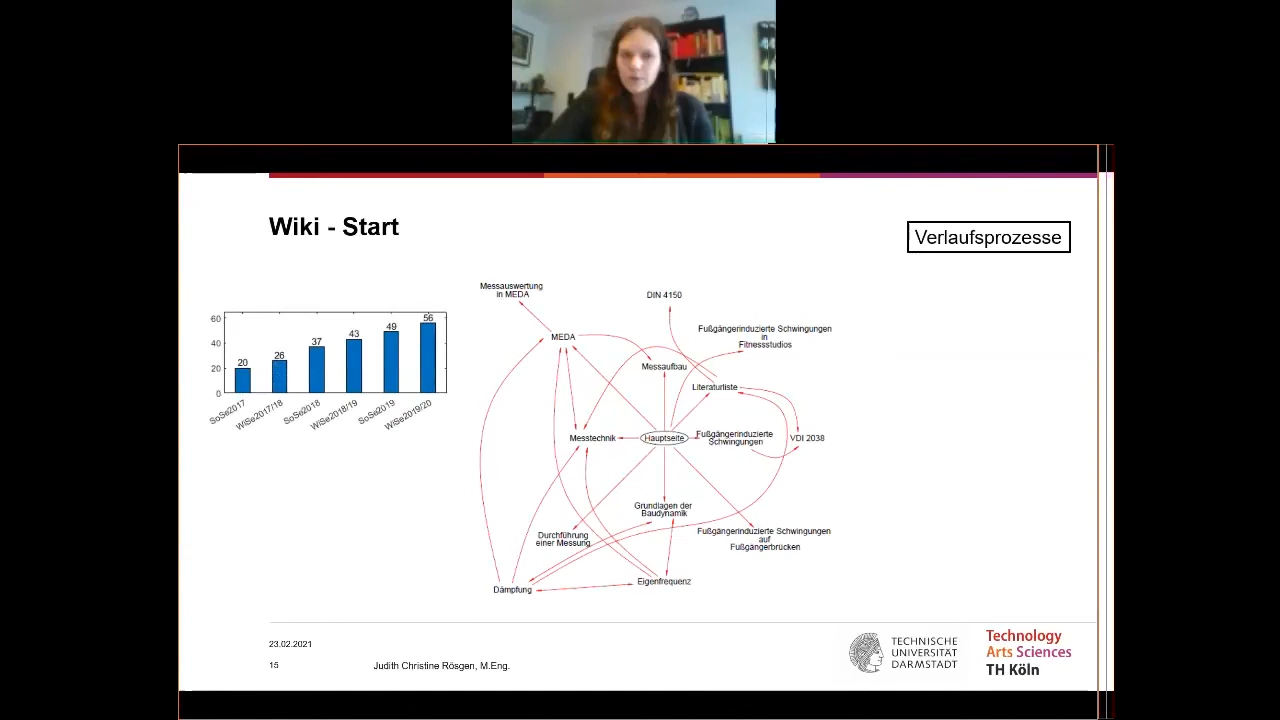 Wiki - Start
Verlaufsprozesse
60
40
20
0
20
26
37
43
49
56
SoSe2017
WiSe2017/18
SoSe2018
WiSe2018/19
SoSe2019
WiSe2019/20
Messauswertung
in MEDA
DIN 4150
MEDA
Fußgängerinduzierte Schwingungen
in
Fitnessstudios
Messaufbau
Literaturliste
Messtechnik
Hauptseite
Fußgängerinduzierte
Schwingungen
VDI 2038
Grundlagen der
Baudynamik
Durchführung
einer Messung
Fußgängerinduzierte Schwingungen
auf
Fußgängerbrücken
Dämpfung
Eigenfrequenz
23.02.2021
15
Judith Christine Rösgen, M.Eng.
TECHNISCHE
UNIVERSITÄT
DARMSTADT
Technology
Arts Sciences
TH Köln